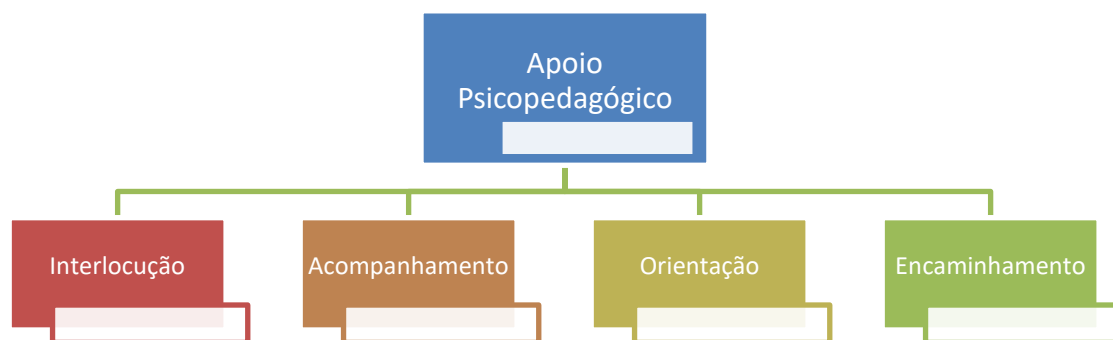 Apoio
Psicopedagógico
Interlocução
Acompanhamento
Orientação
Encaminhamento